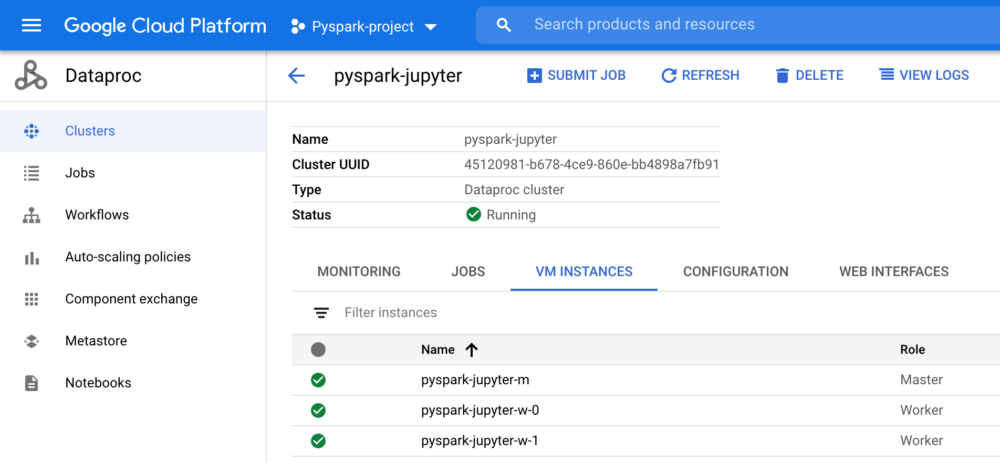 Google Cloud Platform Pyspark-project Search products and resources
Dataproc
pyspark-jupyter SUBMIT JOB REFRESH DELETE VIEW LOGS
Clusters
Jobs
Workflows
Auto-scaling policies
Component exchange
Metastore
Notebooks
Name pyspark-jupyter
Cluster UUID 45120981-b678-4ce9-860e-bb4898a7fb91
Type Dataproc cluster
Status Running
MONITORING JOBS VM INSTANCES CONFIGURATION WEB INTERFACES
Filter instances
Name Role
pyspark-jupyter-m Master
pyspark-jupyter-w-0 Worker
pyspark-jupyter-w-1 Worker